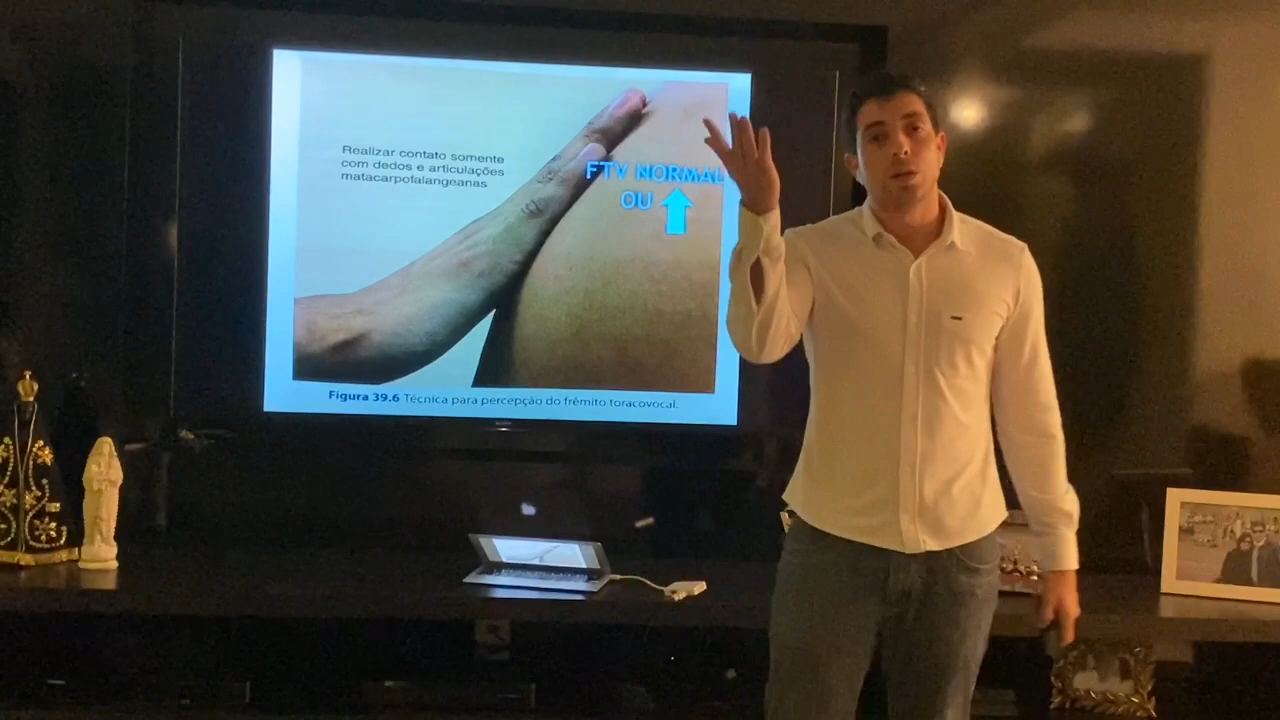 Realizar contato somente
com dedos e articulações
matacarpofalangeanas
FTV NORMAL
OU
Figura 39.6 Técnica para percepção do frêmito toracovocal.